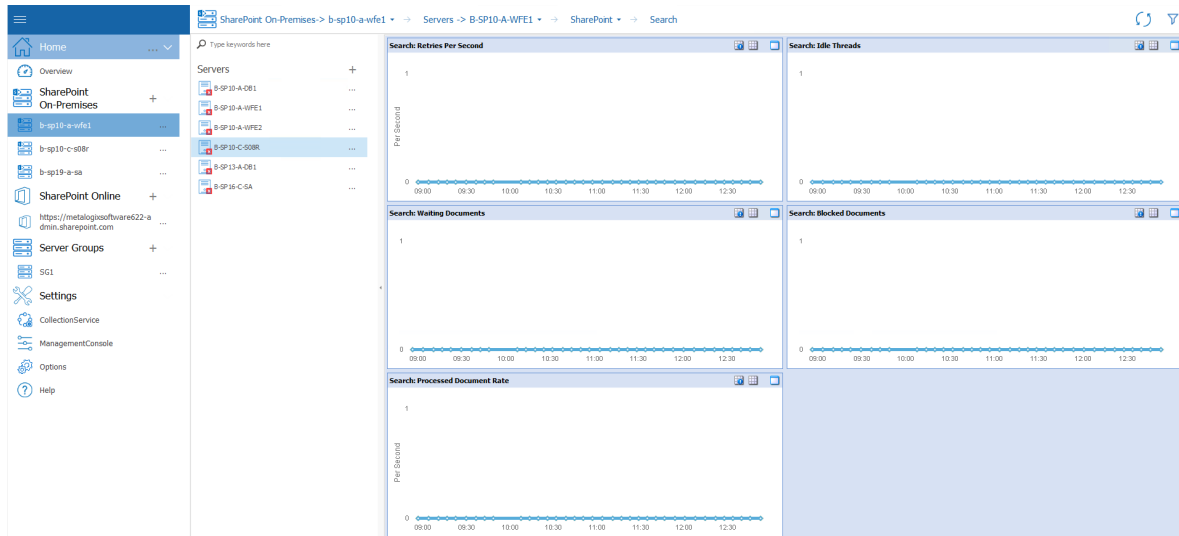 SharePoint On-Premises-> b-sp10-a-wfe1 Servers -> B-SP10-A-WFE1 SharePoint Search
Home ...
Overview
SharePoint
On-Premises +
b-sp10-a-wfe1 ...
b-sp10-c-s08r ...
b-sp19-a-sa ...
SharePoint Online +
https://metalogixsoftware622-a
dmin.sharepoint.com ...
Server Groups +
SG1 ...
Settings
CollectionService
ManagementConsole
Options
Help
Type keywords here
Servers +
B-SP10-A-DB1 ...
B-SP10-A-WFE1 ...
B-SP10-A-WFE2 ...
B-SP10-C-S08R ...
B-SP13-A-DB1 ...
B-SP16-C-SA ...
Search: Retries Per Second
1
Per Second
0
09:00 09:30 10:00 10:30 11:00 11:30 12:00 12:30
Search: Idle Threads
1
0
09:00 09:30 10:00 10:30 11:00 11:30 12:00 12:30
Search: Waiting Documents
1
0
09:00 09:30 10:00 10:30 11:00 11:30 12:00 12:30
Search: Blocked Documents
1
0
09:00 09:30 10:00 10:30 11:00 11:30 12:00 12:30
Search: Processed Document Rate
1
Per Second
0
09:00 09:30 10:00 10:30 11:00 11:30 12:00 12:30